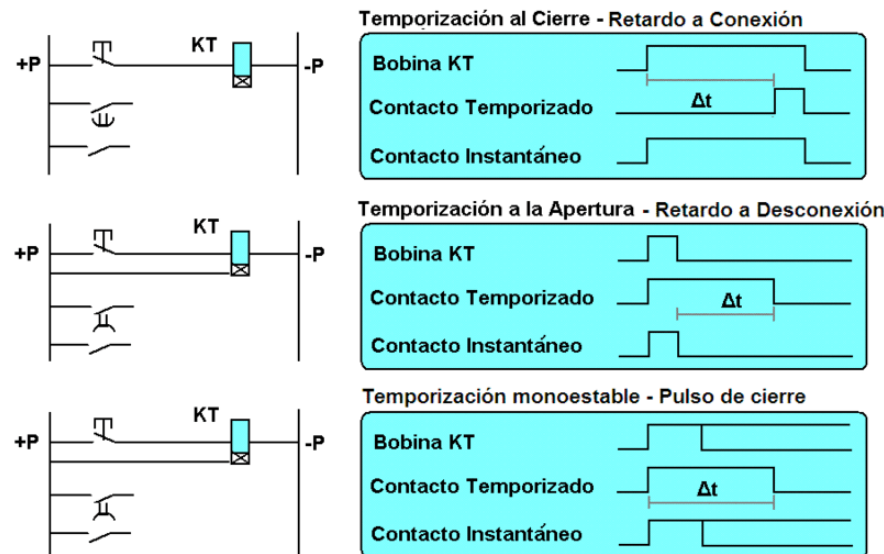 Temporización al Cierre - Retardo a Conexión
+P
KT
-P
Bobina KT
Contacto Temporizado
Δt
Contacto Instantáneo
Temporización a la Apertura - Retardo a Desconexión
+P
KT
-P
Bobina KT
Contacto Temporizado
Δt
Contacto Instantáneo
Temporización monoestable - Pulso de cierre
+P
KT
-P
Bobina KT
Contacto Temporizado
Δt
Contacto Instantáneo